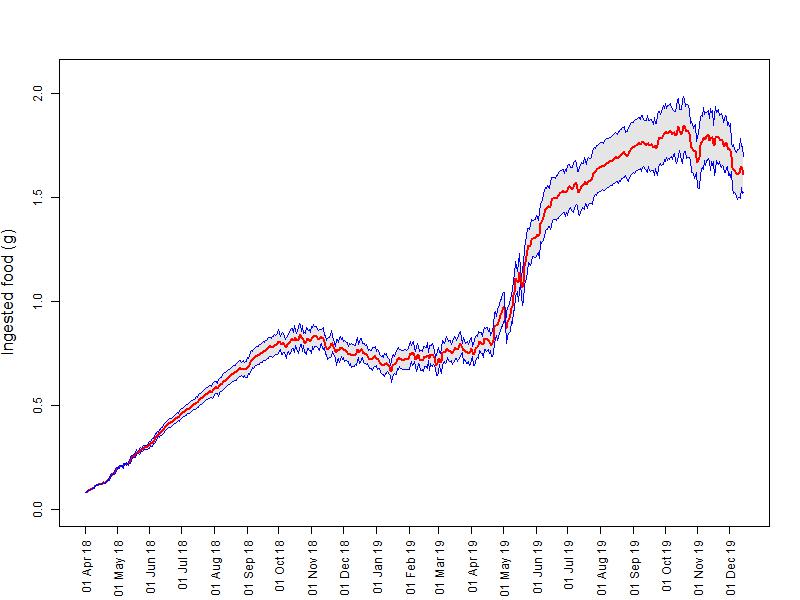 Ingested food (g)
2.0
1.5
1.0
0.5
0.0
01 Apr 18
01 May 18
01 Jun 18
01 Jul 18
01 Aug 18
01 Sep 18
01 Oct 18
01 Nov 18
01 Dec 18
01 Jan 19
01 Feb 19
01 Mar 19
01 Apr 19
01 May 19
01 Jun 19
01 Jul 19
01 Aug 19
01 Sep 19
01 Oct 19
01 Nov 19
01 Dec 19